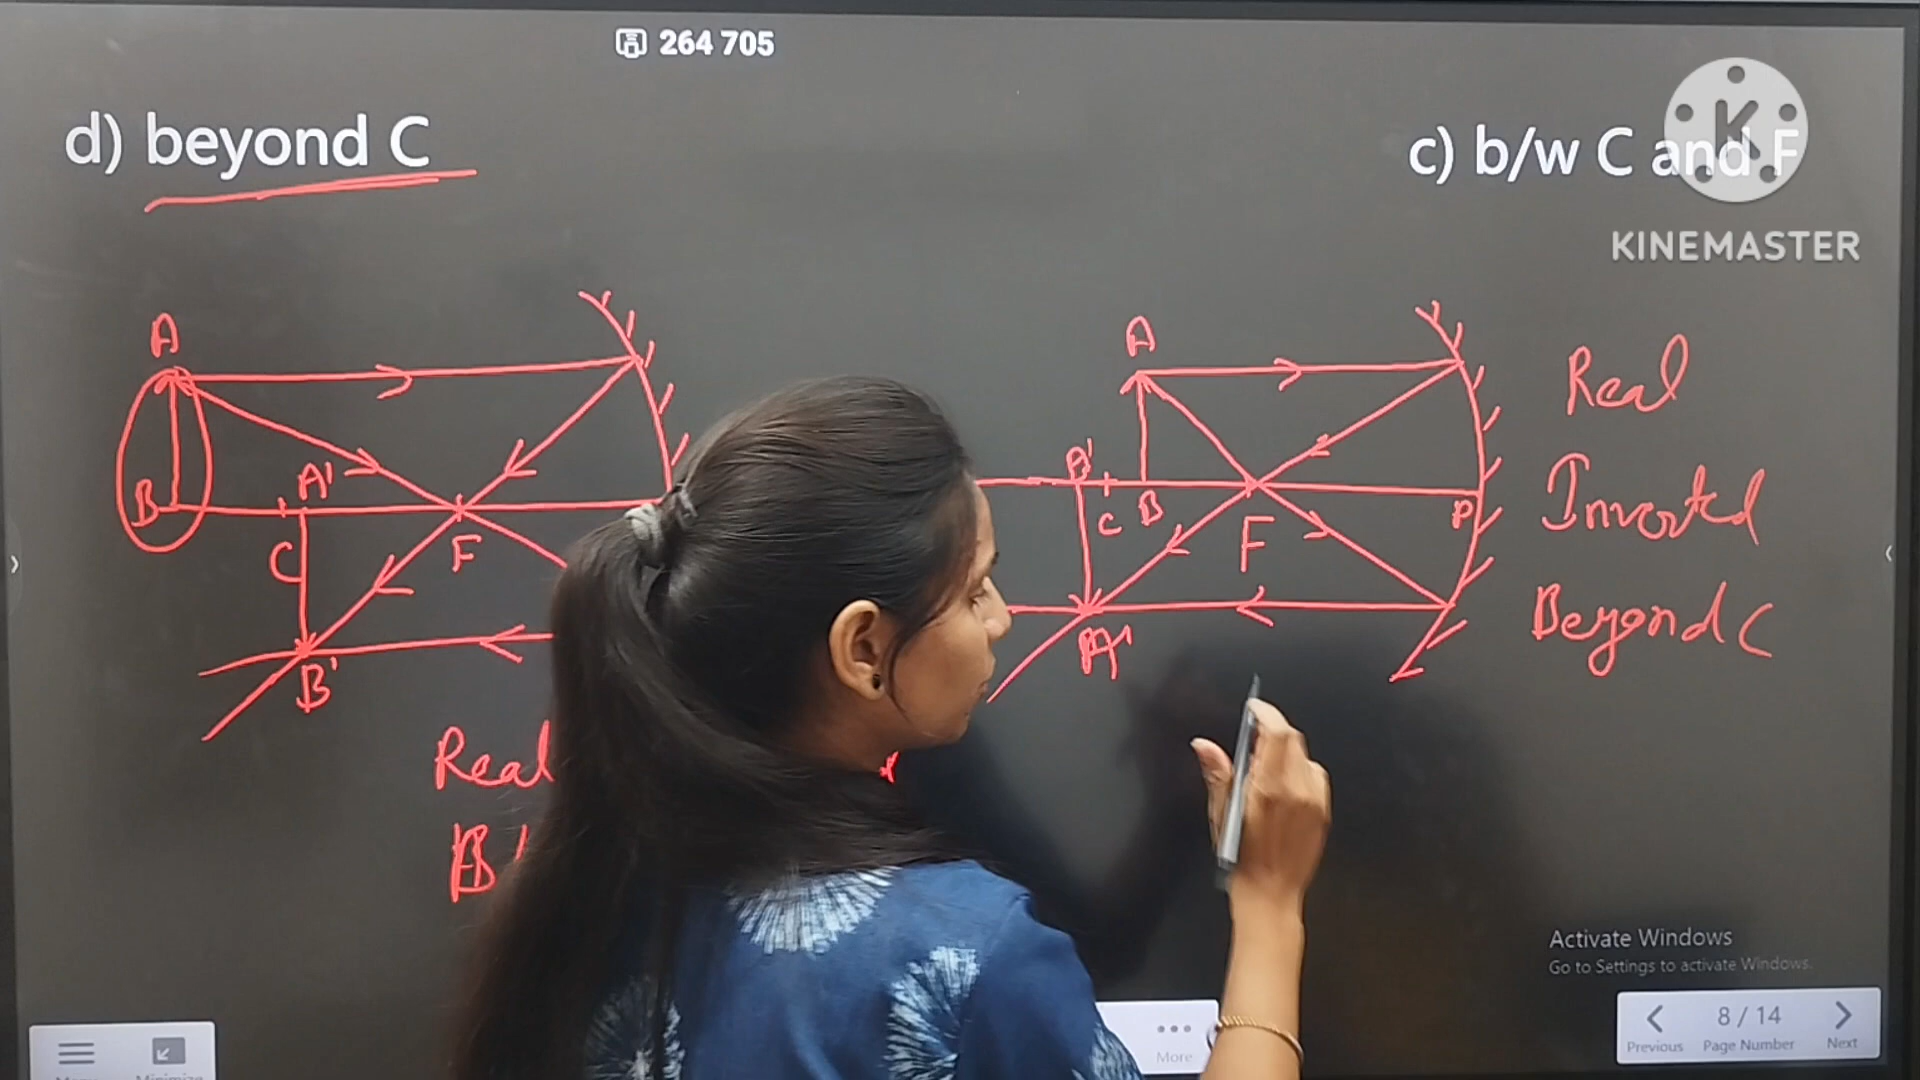 264 705
d) beyond C
c) b/w C and F
KINEMASTER
A
B
A'
C
F
B'
Real
A
A'
C
B
F
P
A'
Real
Inverted
Beyond C
Activate Windows
Go to Settings to activate Windows.
8 / 14
Previous Page Number Next
More
Minimize